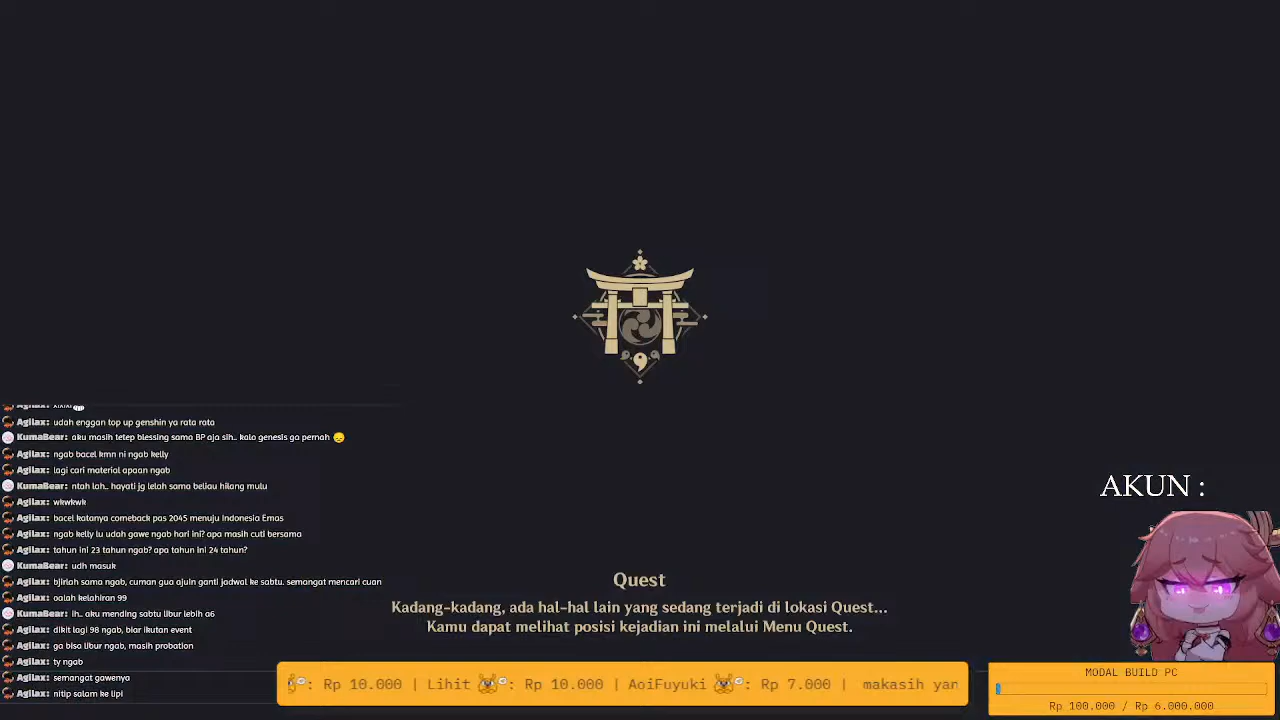 Agilax: xixixi
Agilax: udah enggan top up genshin ya rata rata
KumaBear: aku masih tetep blessing sama BP aja sih.. kalo genesis ga pernah 😔
Agilax: ngab bacel kmn ni ngab kelly
Agilax: lagi cari material apaan ngab
KumaBear: ntah lah.. hayati jg lelah sama beliau hilang mulu
Agilax: wkwkwk
Agilax: bacel katanya comeback pas 2045 menuju Indonesia Emas
Agilax: ngab kelly lu udah gawe ngab hari ini? apa masih cuti bersama
Agilax: tahun ini 23 tahun ngab? apa tahun ini 24 tahun?
KumaBear: udh masuk
Agilax: bjirlah sama ngab, cuman gua ajuin ganti jadwal ke sabtu. semangat mencari cuan
Agilax: oalah kelahiran 99
KumaBear: ih.. aku mending sabtu libur lebih a6
Agilax: dikit lagi 98 ngab, biar ikutan event
Agilax: ga bisa libur ngab, masih probation
Agilax: ty ngab
Agilax: semangat gawenya
Agilax: nitip salam ke lipi
AKUN :
Quest
Kadang-kadang, ada hal-hal lain yang sedang terjadi di lokasi Quest...
Kamu dapat melihat posisi kejadian ini melalui Menu Quest.
: Rp 10.000 | Lihit : Rp 10.000 | AoiFuyuki : Rp 7.000 | makasih yan
MODAL BUILD PC
Rp 100.000 / Rp 6.000.000